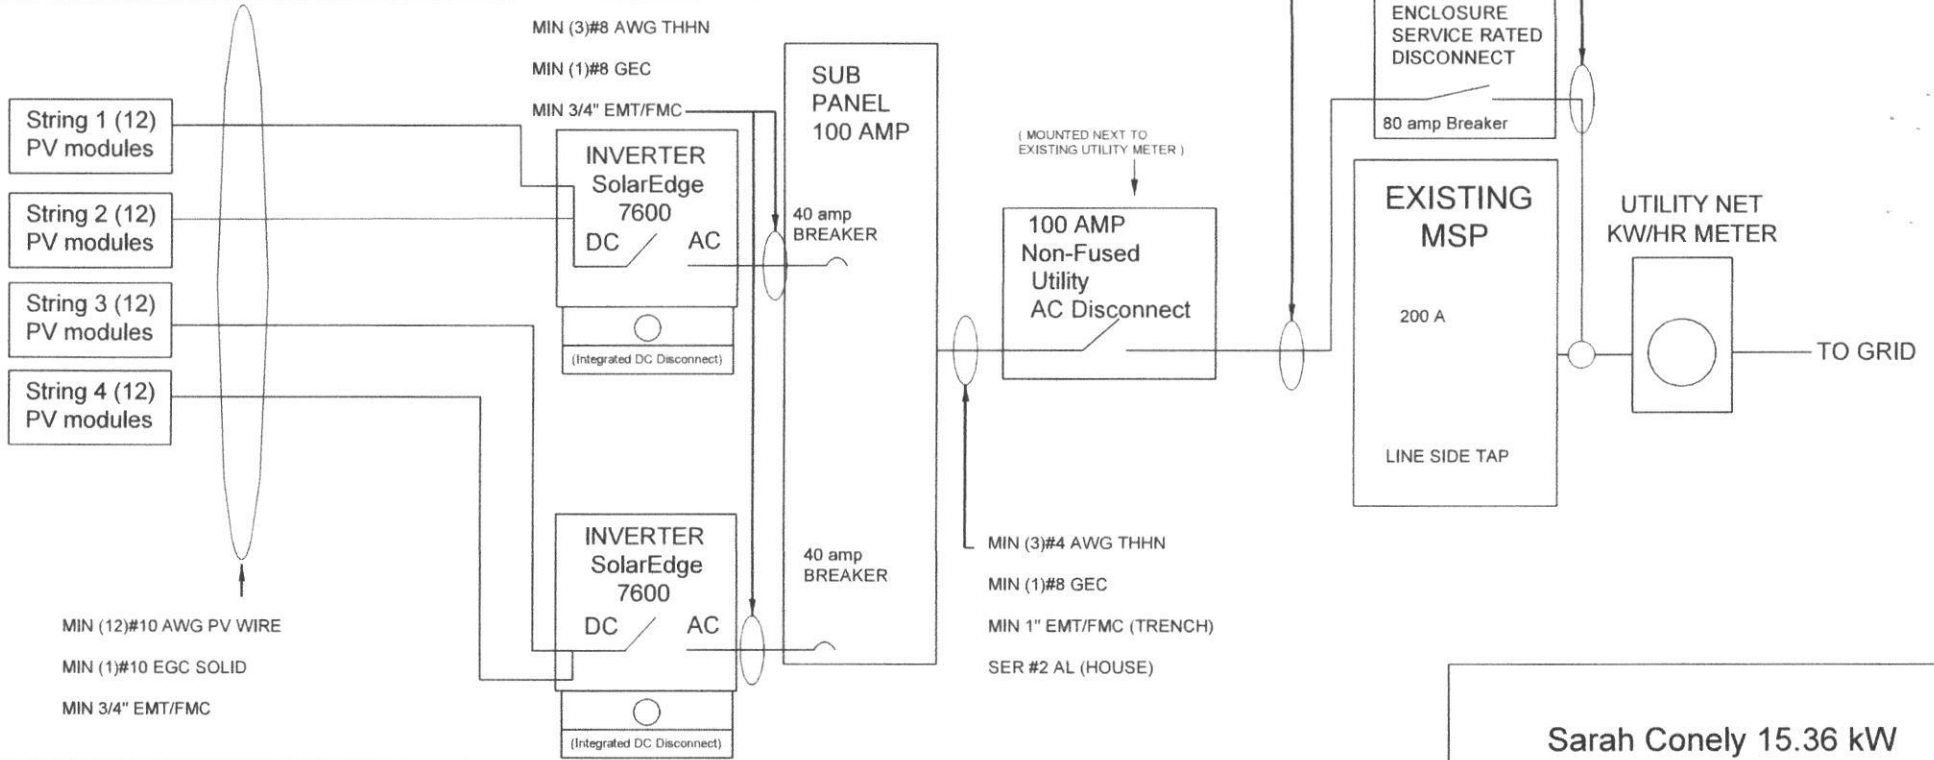 MIN (3)#8 AWG THHN
MIN (1)#8 GEC
MIN 3/4" EMT/FMC
String 1 (12)
PV modules
String 2 (12)
PV modules
String 3 (12)
PV modules
String 4 (12)
PV modules
MIN (12)#10 AWG PV WIRE
MIN (1)#10 EGC SOLID
MIN 3/4" EMT/FMC
INVERTER
SolarEdge
7600
DC AC
(Integrated DC Disconnect)
INVERTER
SolarEdge
7600
DC AC
(Integrated DC Disconnect)
SUB
PANEL
100 AMP
40 amp
BREAKER
40 amp
BREAKER
( MOUNTED NEXT TO
EXISTING UTILITY METER )
100 AMP
Non-Fused
Utility
AC Disconnect
MIN (3)#4 AWG THHN
MIN (1)#8 GEC
MIN 1" EMT/FMC (TRENCH)
SER #2 AL (HOUSE)
ENCLOSURE
SERVICE RATED
DISCONNECT
80 amp Breaker
EXISTING
MSP
200 A
LINE SIDE TAP
UTILITY NET
KW/HR METER
TO GRID
Sarah Conely 15.36 kW